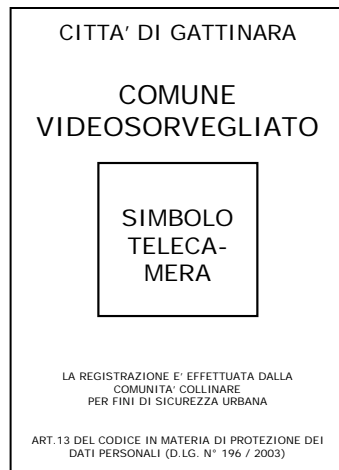 CITTA' DI GATTINARA
COMUNE
VIDEOSORVEGLIATO
SIMBOLO
TELECA-
MERA
LA REGISTRAZIONE E' EFFETTUATA DALLA
COMUNITA' COLLINARE
PER FINI DI SICUREZZA URBANA
ART.13 DEL CODICE IN MATERIA DI PROTEZIONE DEI
DATI PERSONALI (D.LG. N° 196 / 2003)